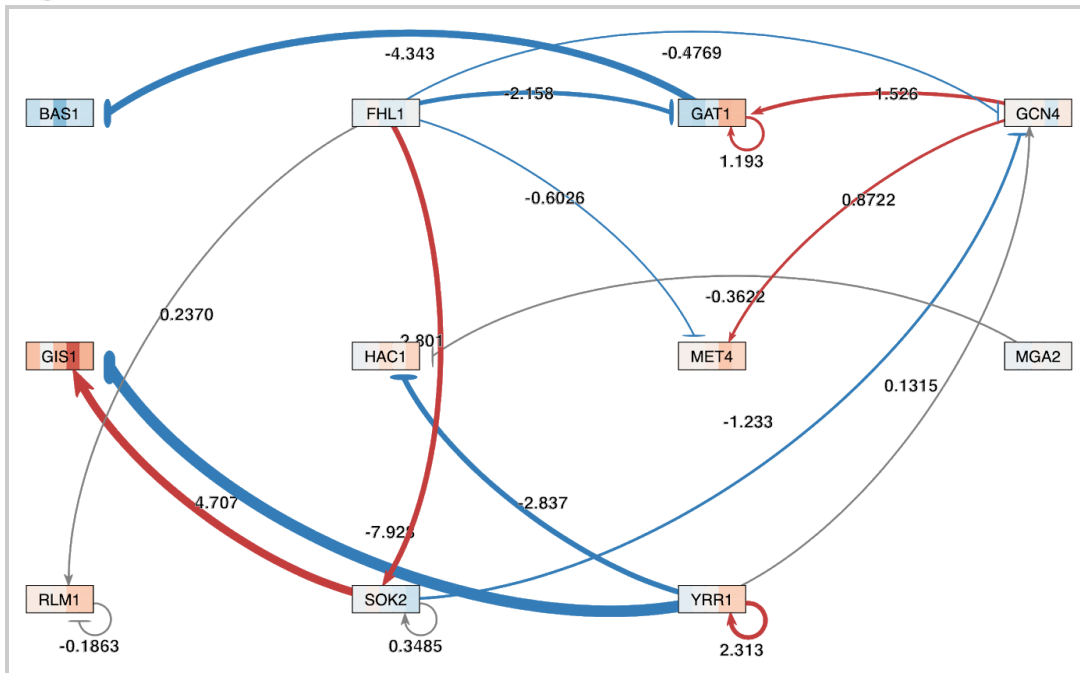 -4.343
-0.4769
BAS1
FHL1
-2.158
GAT1
1.526
GCN4
1.193
-0.6026
0.8722
0.2370
-0.3622
2.801
GIS1
HAC1
MET4
MGA2
0.1315
-1.233
4.707
-2.837
-7.928
RLM1
SOK2
YRR1
-0.1863
0.3485
2.313